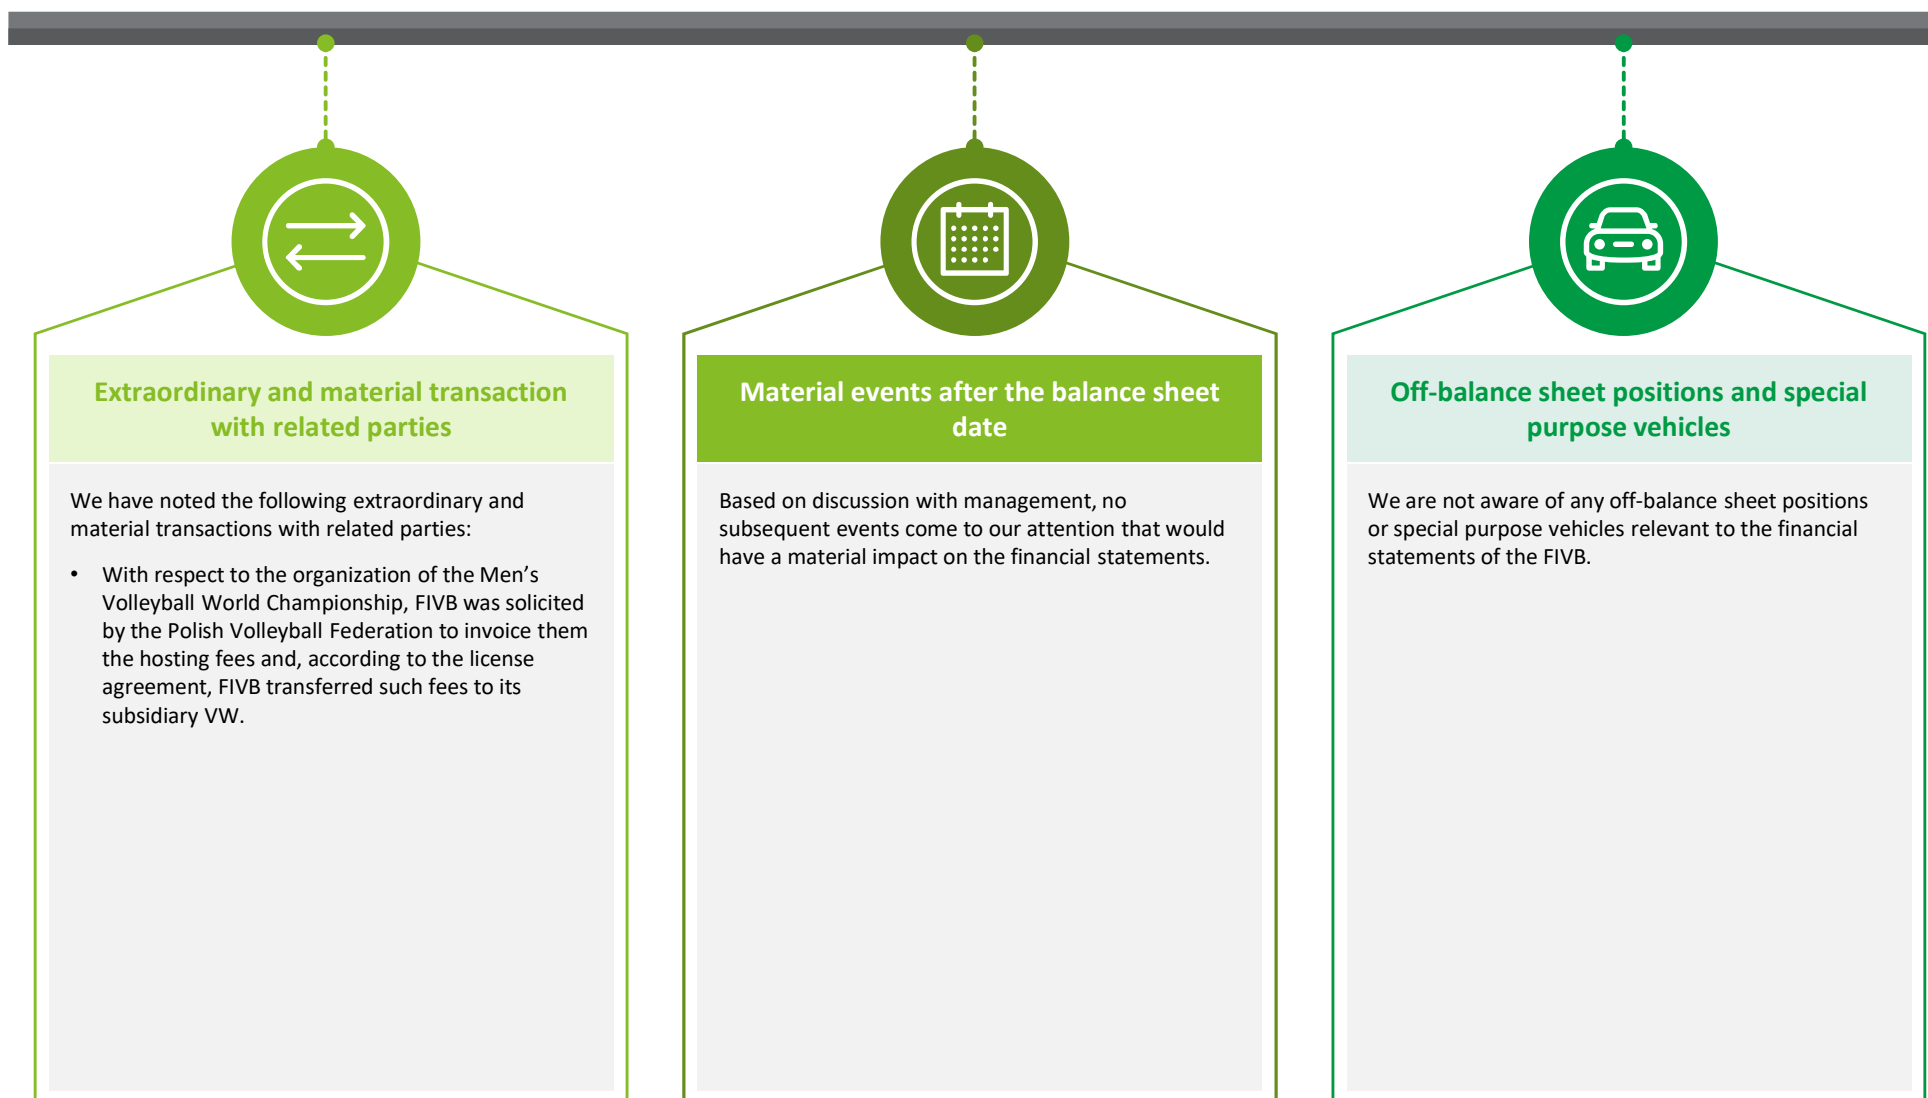 Extraordinary and material transaction
with related parties
We have noted the following extraordinary and
material transactions with related parties:
• With respect to the organization of the Men’s
Volleyball World Championship, FIVB was solicited
by the Polish Volleyball Federation to invoice them
the hosting fees and, according to the license
agreement, FIVB transferred such fees to its
subsidiary VW.
Material events after the balance sheet
date
Based on discussion with management, no
subsequent events come to our attention that would
have a material impact on the financial statements.
Off-balance sheet positions and special
purpose vehicles
We are not aware of any off-balance sheet positions
or special purpose vehicles relevant to the financial
statements of the FIVB.